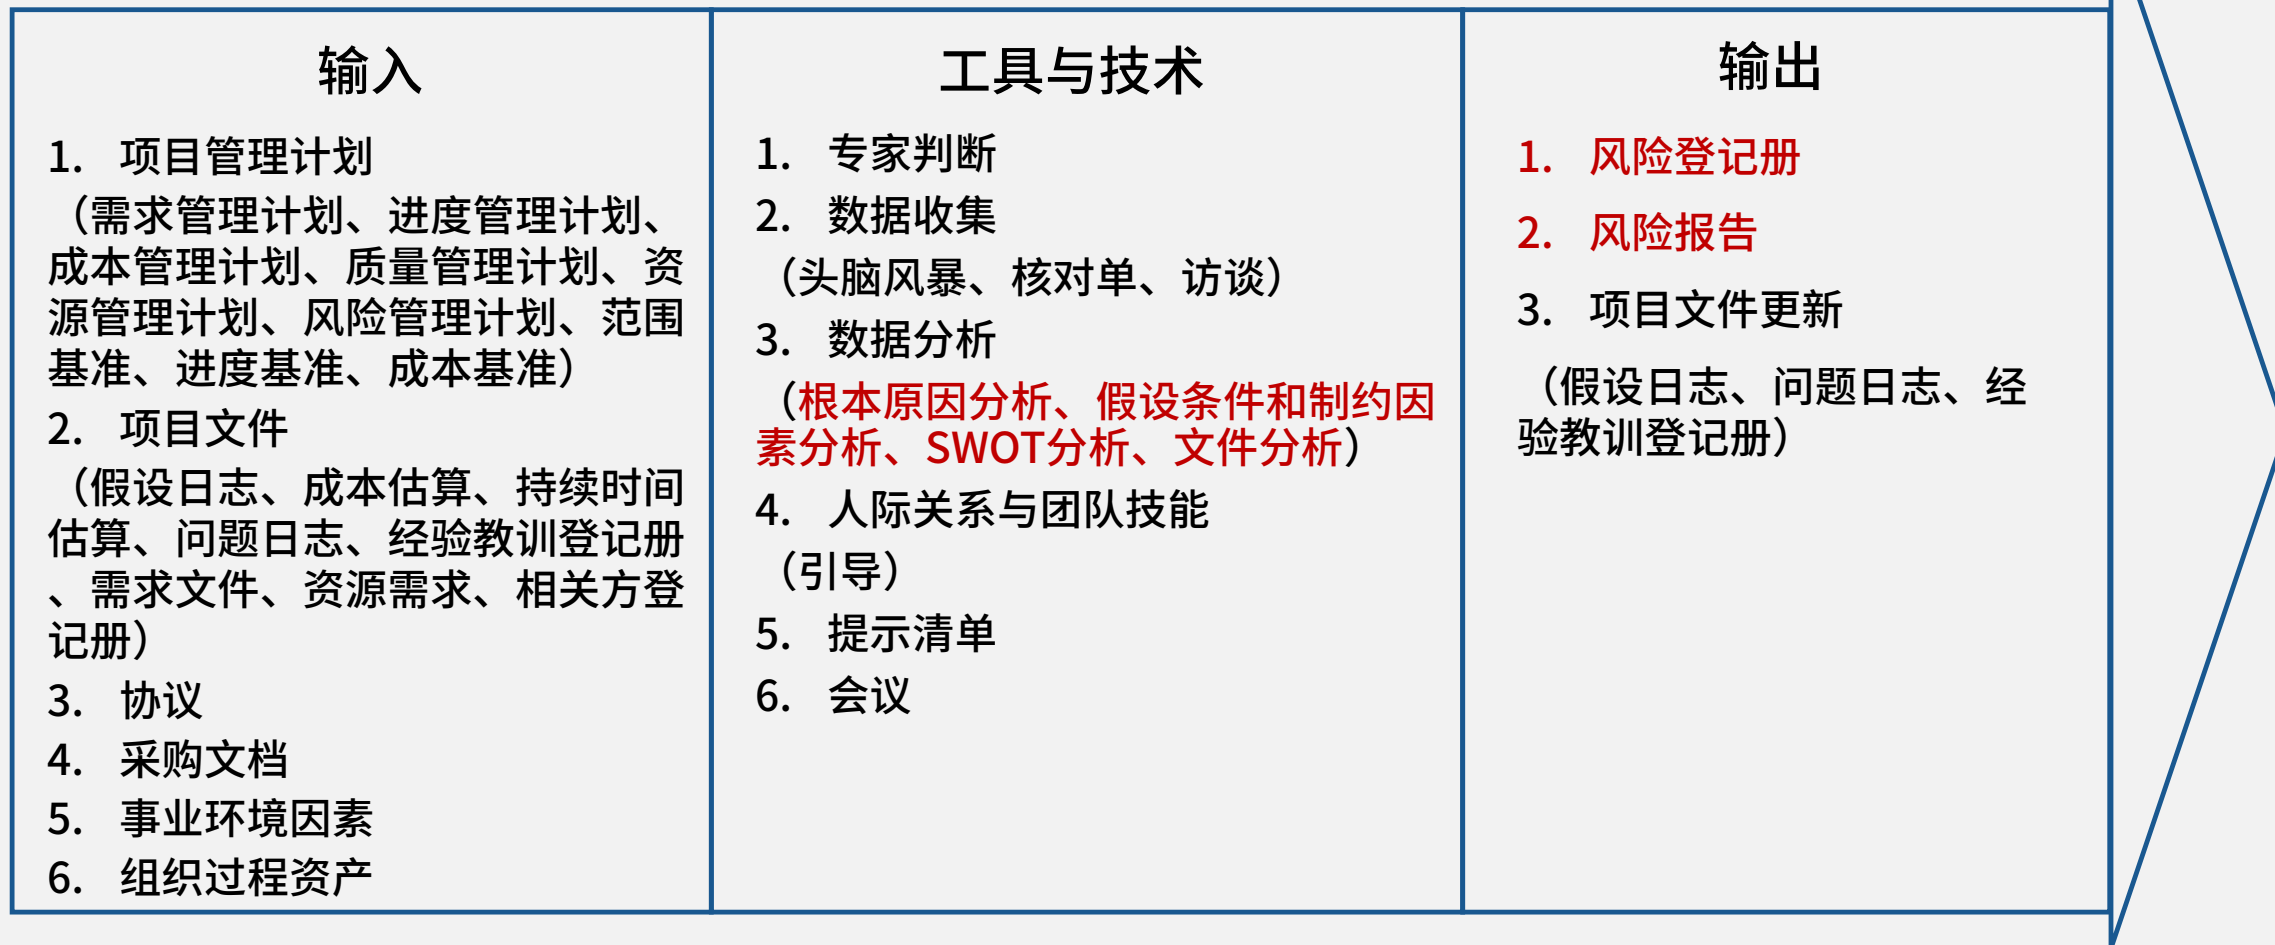 输入
1. 项目管理计划
（需求管理计划、进度管理计划、
成本管理计划、质量管理计划、资
源管理计划、风险管理计划、范围
基准、进度基准、成本基准）
2. 项目文件
（假设日志、成本估算、持续时间
估算、问题日志、经验教训登记册
、需求文件、资源需求、相关方登
记册）
3. 协议
4. 采购文档
5. 事业环境因素
6. 组织过程资产
工具与技术
1. 专家判断
2. 数据收集
（头脑风暴、核对单、访谈）
3. 数据分析
（根本原因分析、假设条件和制约因
素分析、SWOT分析、文件分析）
4. 人际关系与团队技能
（引导）
5. 提示清单
6. 会议
输出
1. 风险登记册
2. 风险报告
3. 项目文件更新
（假设日志、问题日志、经
验教训登记册）